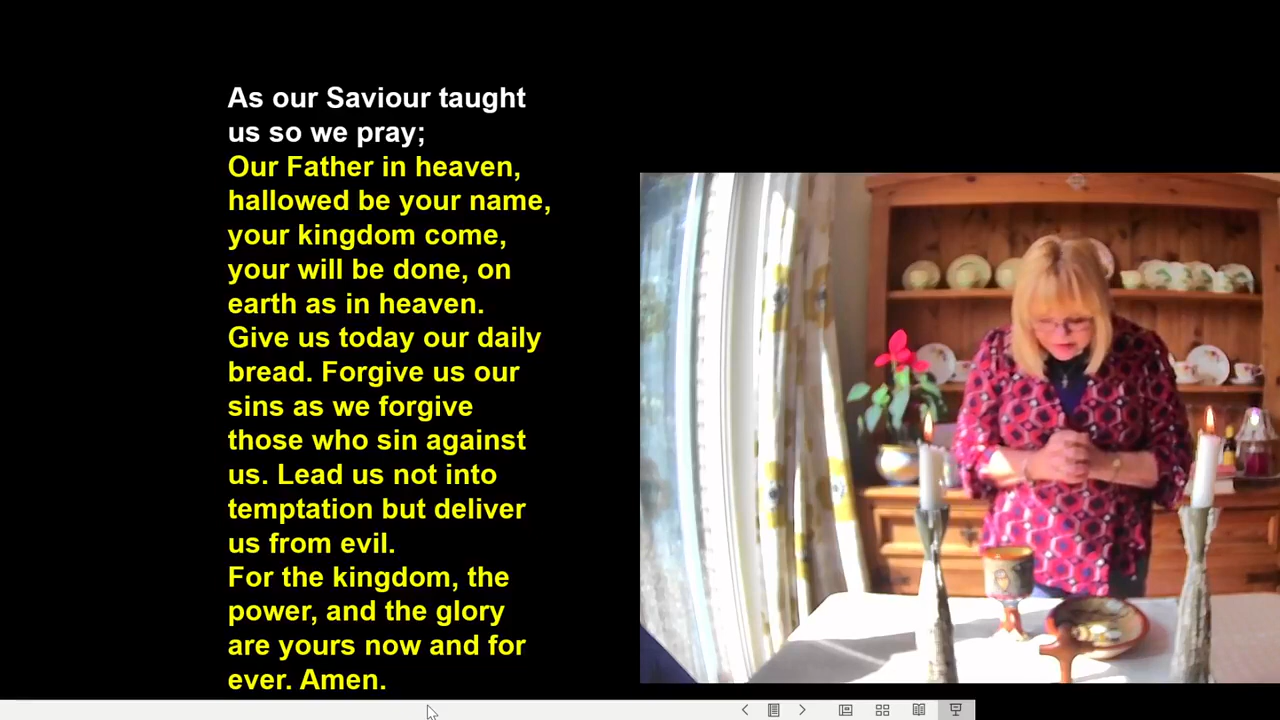 As our Saviour taught
us so we pray;
Our Father in heaven,
hallowed be your name,
your kingdom come,
your will be done, on
earth as in heaven.
Give us today our daily
bread. Forgive us our
sins as we forgive
those who sin against
us. Lead us not into
temptation but deliver
us from evil.
For the kingdom, the
power, and the glory
are yours now and for
ever. Amen.